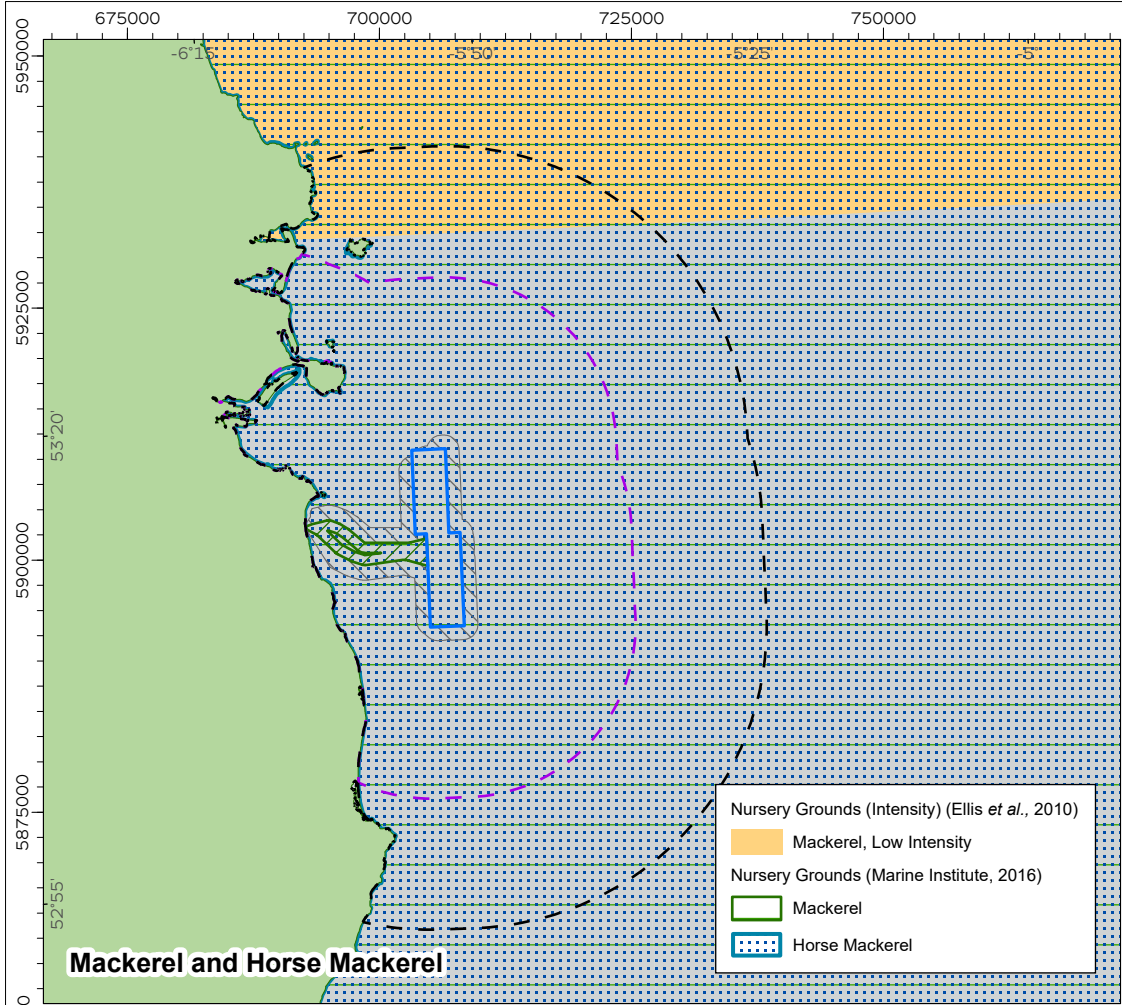 675000 700000 725000 750000
-6°15' -5°50' -5°25' -5°
5950000
5925000
53°20'
5900000
5875000
52°55'
0
Nursery Grounds (Intensity) (Ellis et al., 2010)
Mackerel, Low Intensity
Nursery Grounds (Marine Institute, 2016)
Mackerel
Horse Mackerel
Mackerel and Horse Mackerel